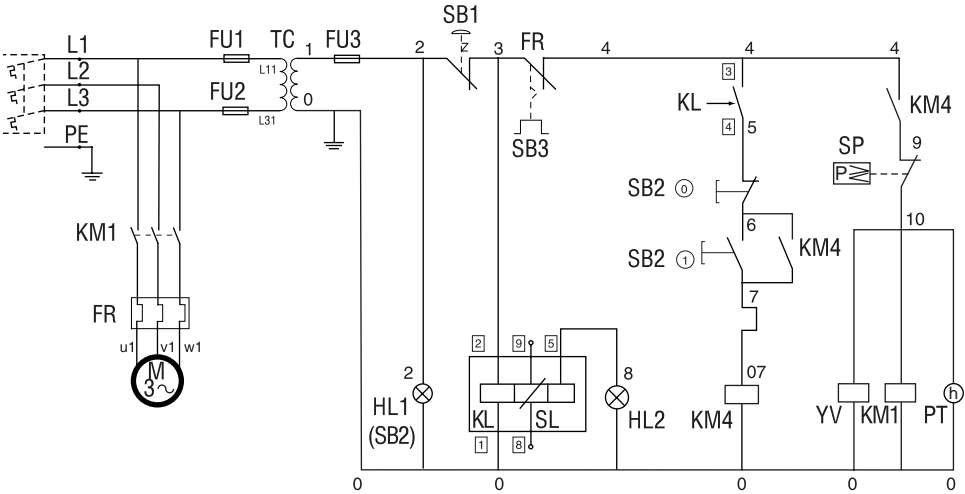 SB1
L1 FU1 TC 1 FU3 2 3 FR 4 4 4
L2 L11 3
L3 FU2 0 KL KM4
L31 4 5
PE SB3 SP 9
P
SB2 0
6 10
KM1 SB2 1 KM4
7
FR
u1 v1 w1 2 9 5
M 2 8 07
3~ h
HL1 KL SL HL2 KM4 YV KM1 PT
(SB2) 1 8
0 0 0 0 0